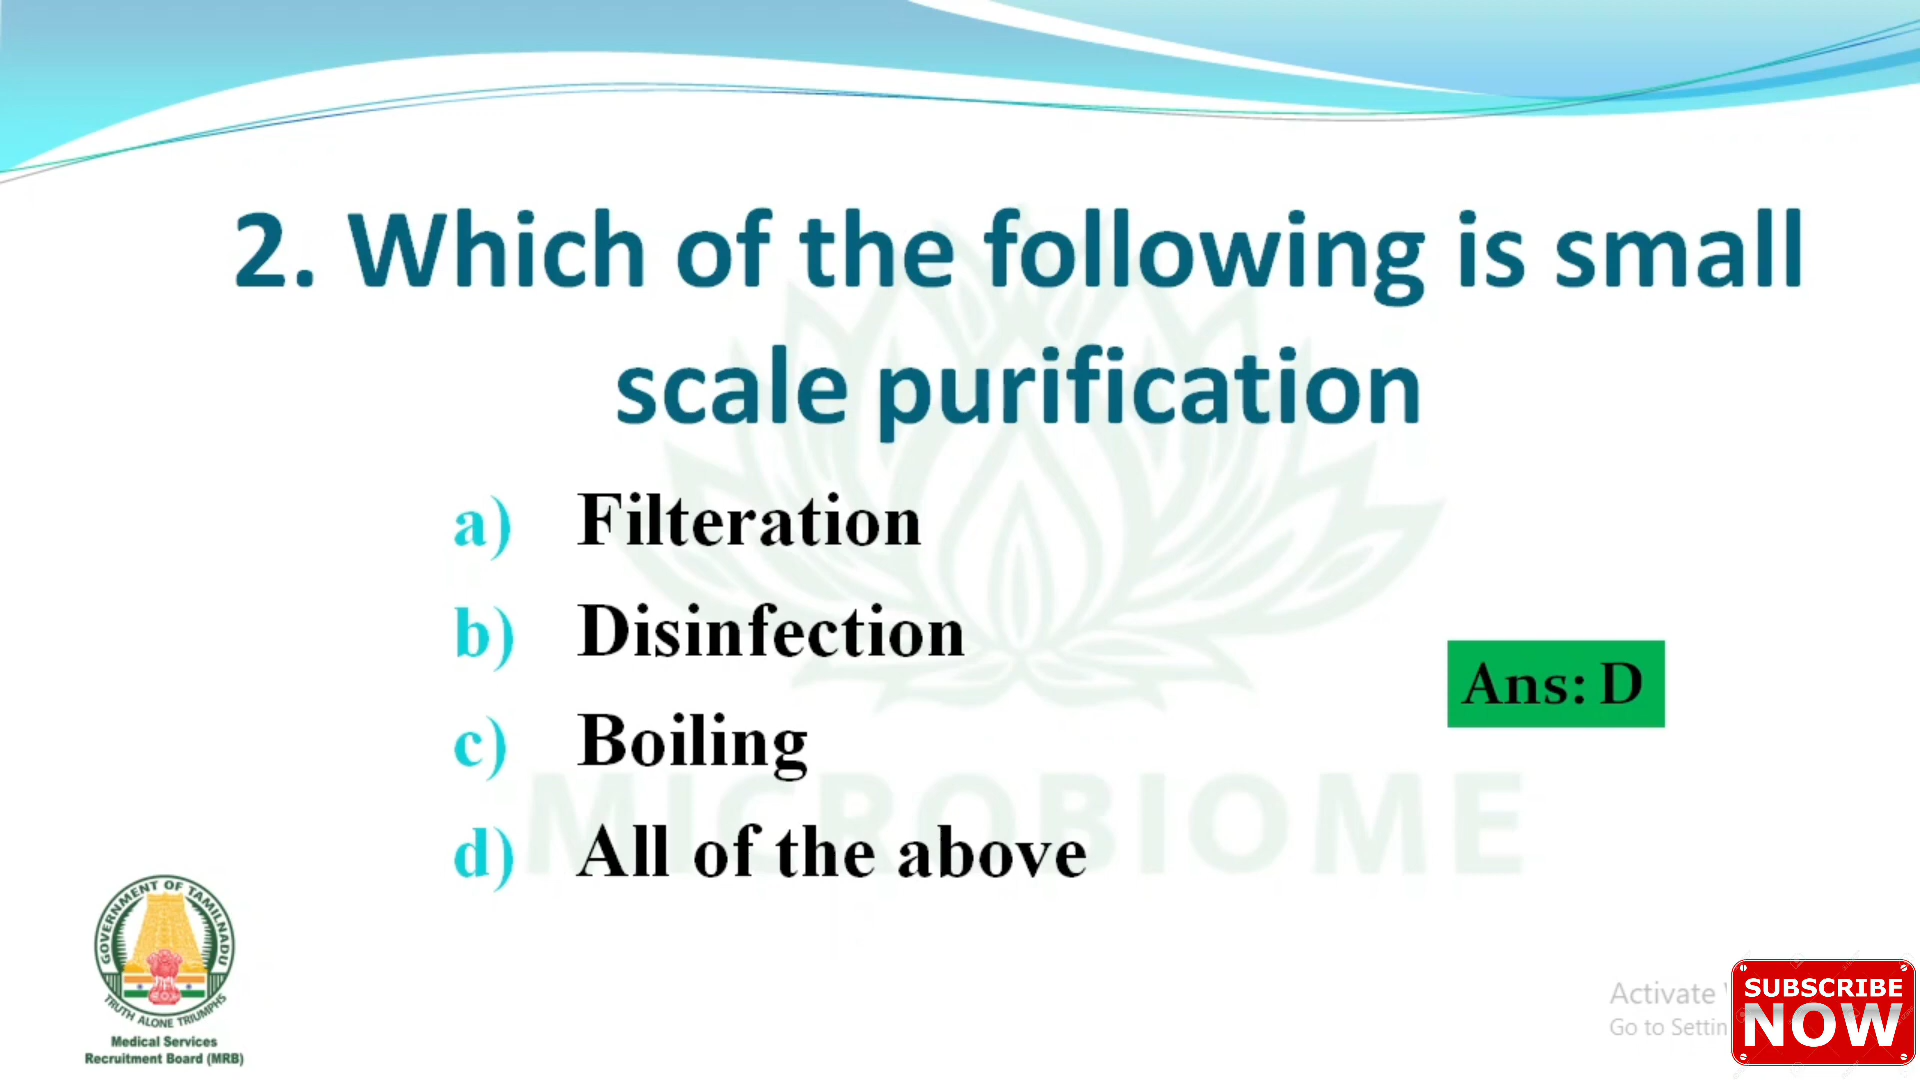 2. Which of the following is small
scale purification
a) Filteration
b) Disinfection
c) Boiling
d) All of the above
Ans: D
MICROBIOME
GOVERNMENT OF TAMILNADU
TRUTH ALONE TRIUMPHS
Medical Services
Recruitment Board (MRB)
Activate
Go to Settin
SUBSCRIBE
NOW